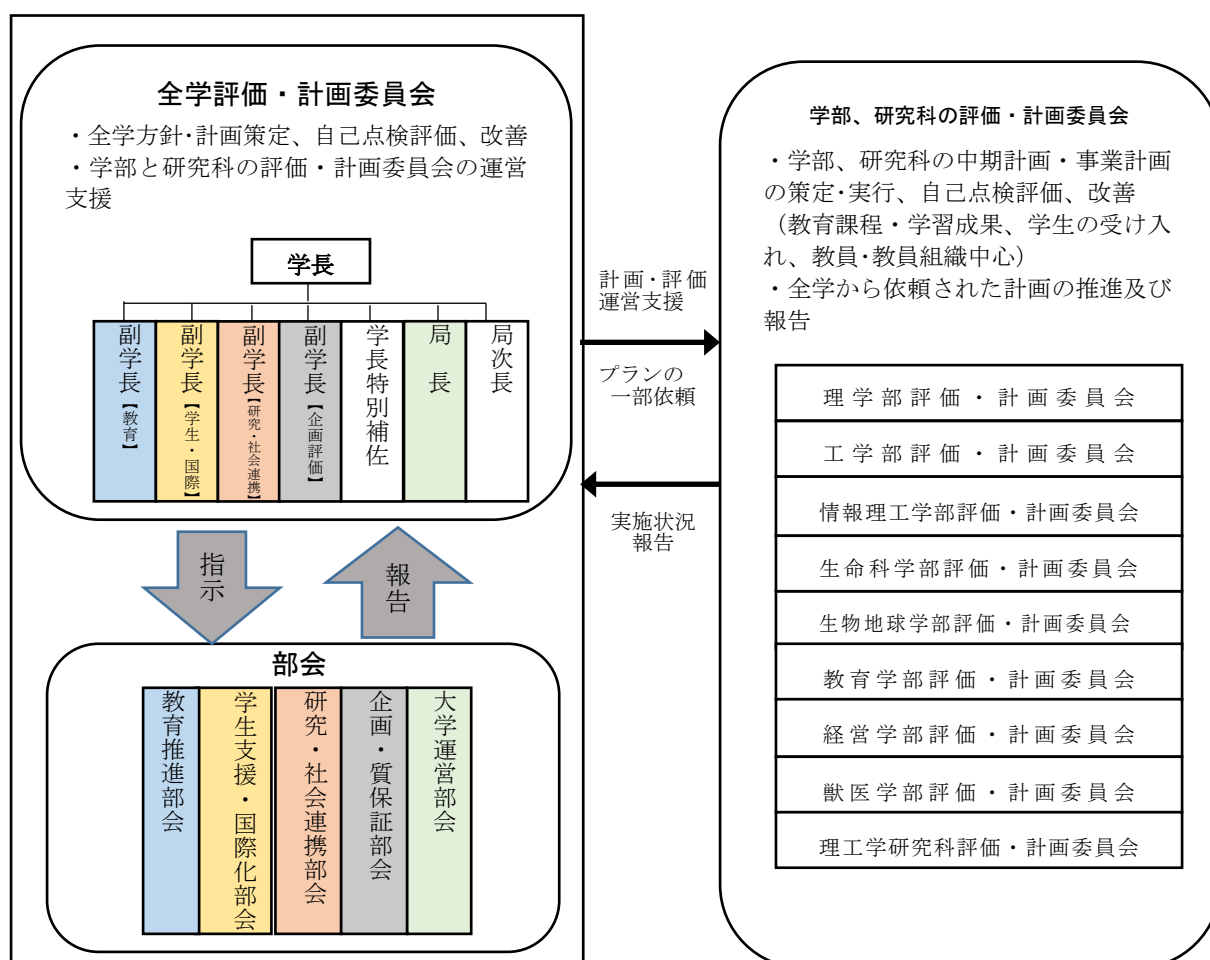 全学評価・計画委員会
・全学方針・計画策定、自己点検評価、改善
・学部と研究科の評価・計画委員会の運営
支援
学長
副学長【教育】
副学長【学生・国際】
副学長【研究・社会連携】
副学長【企画評価】
学長特別補佐
局長
局次長
指示
報告
部会
教育推進部会
学生支援・国際化部会
研究・社会連携部会
企画・質保証部会
大学運営部会
計画・評価
運営支援
プランの
一部依頼
実施状況
報告
学部、研究科の評価・計画委員会
・学部、研究科の中期計画・事業計画
の策定・実行、自己点検評価、改善
（教育課程・学習成果、学生の受け入
れ、教員・教員組織中心）
・全学から依頼された計画の推進及び
報告
理学部評価・計画委員会
工学部評価・計画委員会
情報理工学部評価・計画委員会
生命科学部評価・計画委員会
生物地球学部評価・計画委員会
教育学部評価・計画委員会
経営学部評価・計画委員会
獣医学部評価・計画委員会
理工学研究科評価・計画委員会